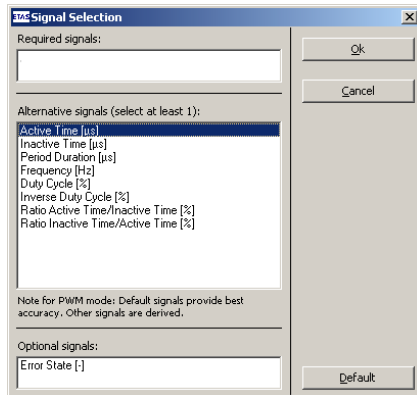 ETAS Signal Selection
Required signals:
Ok
Cancel
Alternative signals (select at least 1):
Active Time [µs]
Inactive Time [µs]
Period Duration [µs]
Frequency [Hz]
Duty Cycle [%]
Inverse Duty Cycle [%]
Ratio Active Time/Inactive Time [%]
Ratio Inactive Time/Active Time [%]
Note for PWM mode: Default signals provide best
accuracy. Other signals are derived.
Optional signals:
Error State [-]
Default